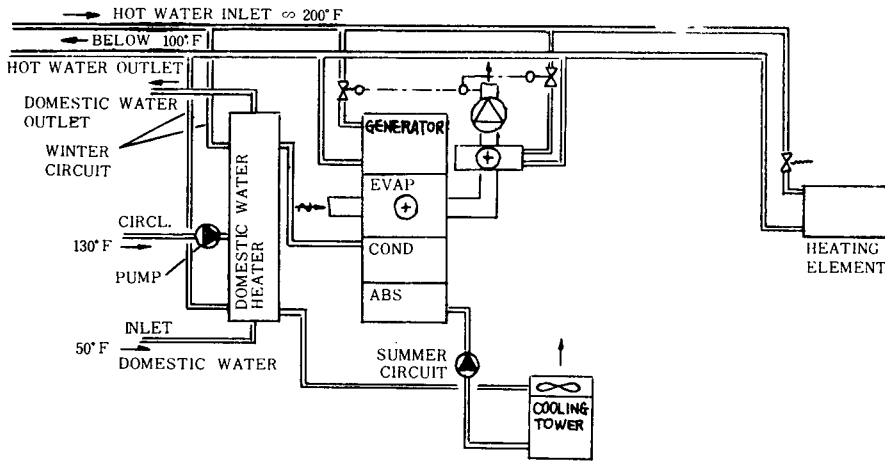 HOT WATER INLET ∞ 200°F
BELOW 100°F
HOT WATER OUTLET
DOMESTIC WATER
OUTLET
WINTER
CIRCUIT
GENERATOR
EVAP
COND
ABS
DOMESTIC WATER
HEATER
CIRCL.
130°F
PUMP
INLET
50°F
DOMESTIC WATER
SUMMER
CIRCUIT
COOLING
TOWER
HEATING
ELEMENT